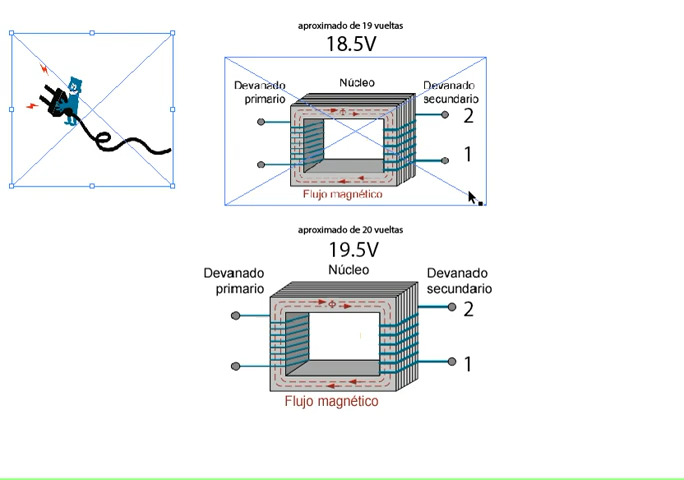 aproximado de 19 vueltas
18.5V
Devanado
primario
Núcleo
Devanado
secundario
2
1
Flujo magnético
aproximado de 20 vueltas
19.5V
Devanado
primario
Núcleo
Devanado
secundario
Φ
2
1
Flujo magnético